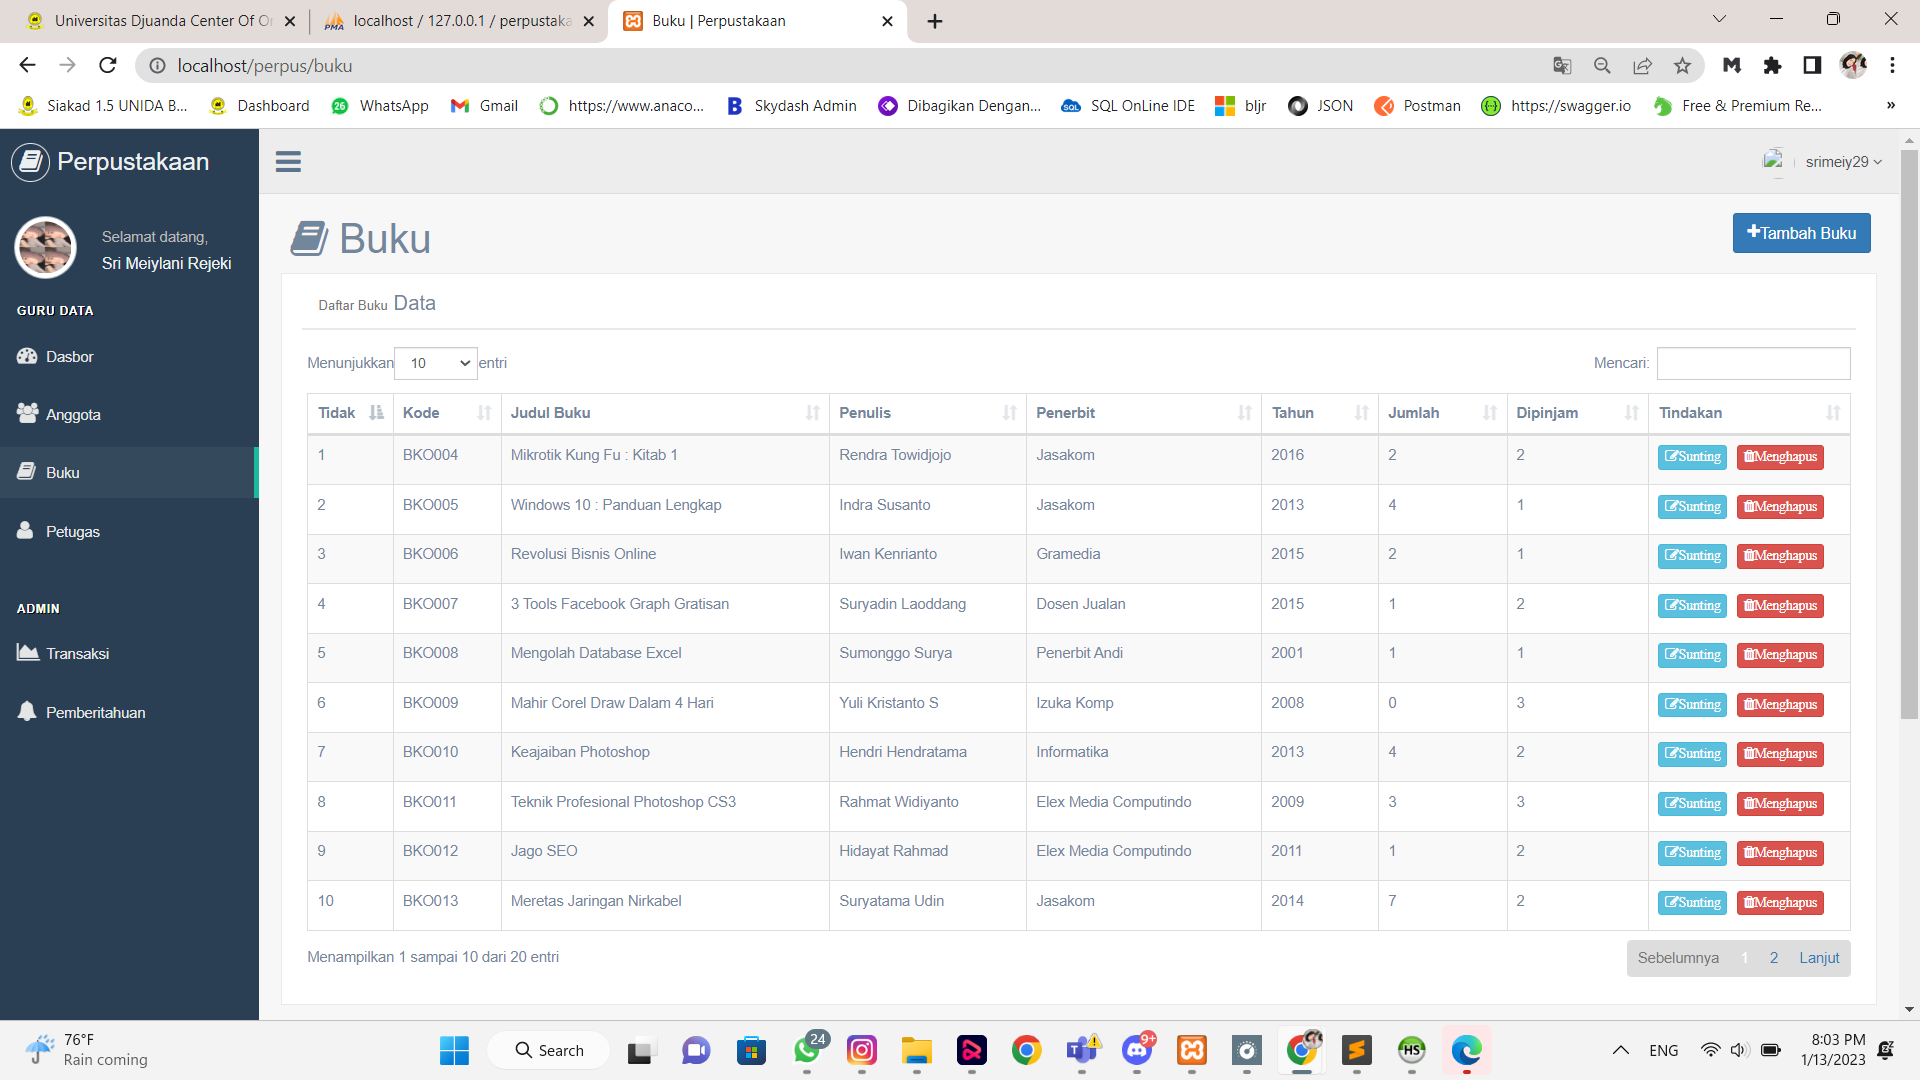 Universitas Djuanda Center Of Or
localhost / 127.0.0.1 / perpustaka
Buku | Perpustakaan
localhost/perpus/buku
Siakad 1.5 UNIDA B...
Dashboard
WhatsApp
Gmail
https://www.anaco...
Skydash Admin
Dibagikan Dengan...
SQL OnLine IDE
bljr
JSON
Postman
https://swagger.io
Free & Premium Re...
»
Perpustakaan
srimeiy29
Selamat datang,
Sri Meiylani Rejeki
GURU DATA
Dasbor
Anggota
Buku
Petugas
ADMIN
Transaksi
Pemberitahuan
Buku
Tambah Buku
Daftar Buku Data
Menunjukkan 10 entri
Mencari:
Tidak Kode Judul Buku Penulis Penerbit Tahun Jumlah Dipinjam Tindakan
1 BKO004 Mikrotik Kung Fu : Kitab 1 Rendra Towidjojo Jasakom 2016 2 2 Sunting Menghapus
2 BKO005 Windows 10 : Panduan Lengkap Indra Susanto Jasakom 2013 4 1 Sunting Menghapus
3 BKO006 Revolusi Bisnis Online Iwan Kenrianto Gramedia 2015 2 1 Sunting Menghapus
4 BKO007 3 Tools Facebook Graph Gratisan Suryadin Laoddang Dosen Jualan 2015 1 2 Sunting Menghapus
5 BKO008 Mengolah Database Excel Sumonggo Surya Penerbit Andi 2001 1 1 Sunting Menghapus
6 BKO009 Mahir Corel Draw Dalam 4 Hari Yuli Kristanto S Izuka Komp 2008 0 3 Sunting Menghapus
7 BKO010 Keajaiban Photoshop Hendri Hendratama Informatika 2013 4 2 Sunting Menghapus
8 BKO011 Teknik Profesional Photoshop CS3 Rahmat Widiyanto Elex Media Computindo 2009 3 3 Sunting Menghapus
9 BKO012 Jago SEO Hidayat Rahmad Elex Media Computindo 2011 1 2 Sunting Menghapus
10 BKO013 Meretas Jaringan Nirkabel Suryatama Udin Jasakom 2014 7 2 Sunting Menghapus
Menampilkan 1 sampai 10 dari 20 entri
Sebelumnya 1 2 Lanjut
76°F
Rain coming
Search
24
9+
HS
ENG
8:03 PM
1/13/2023